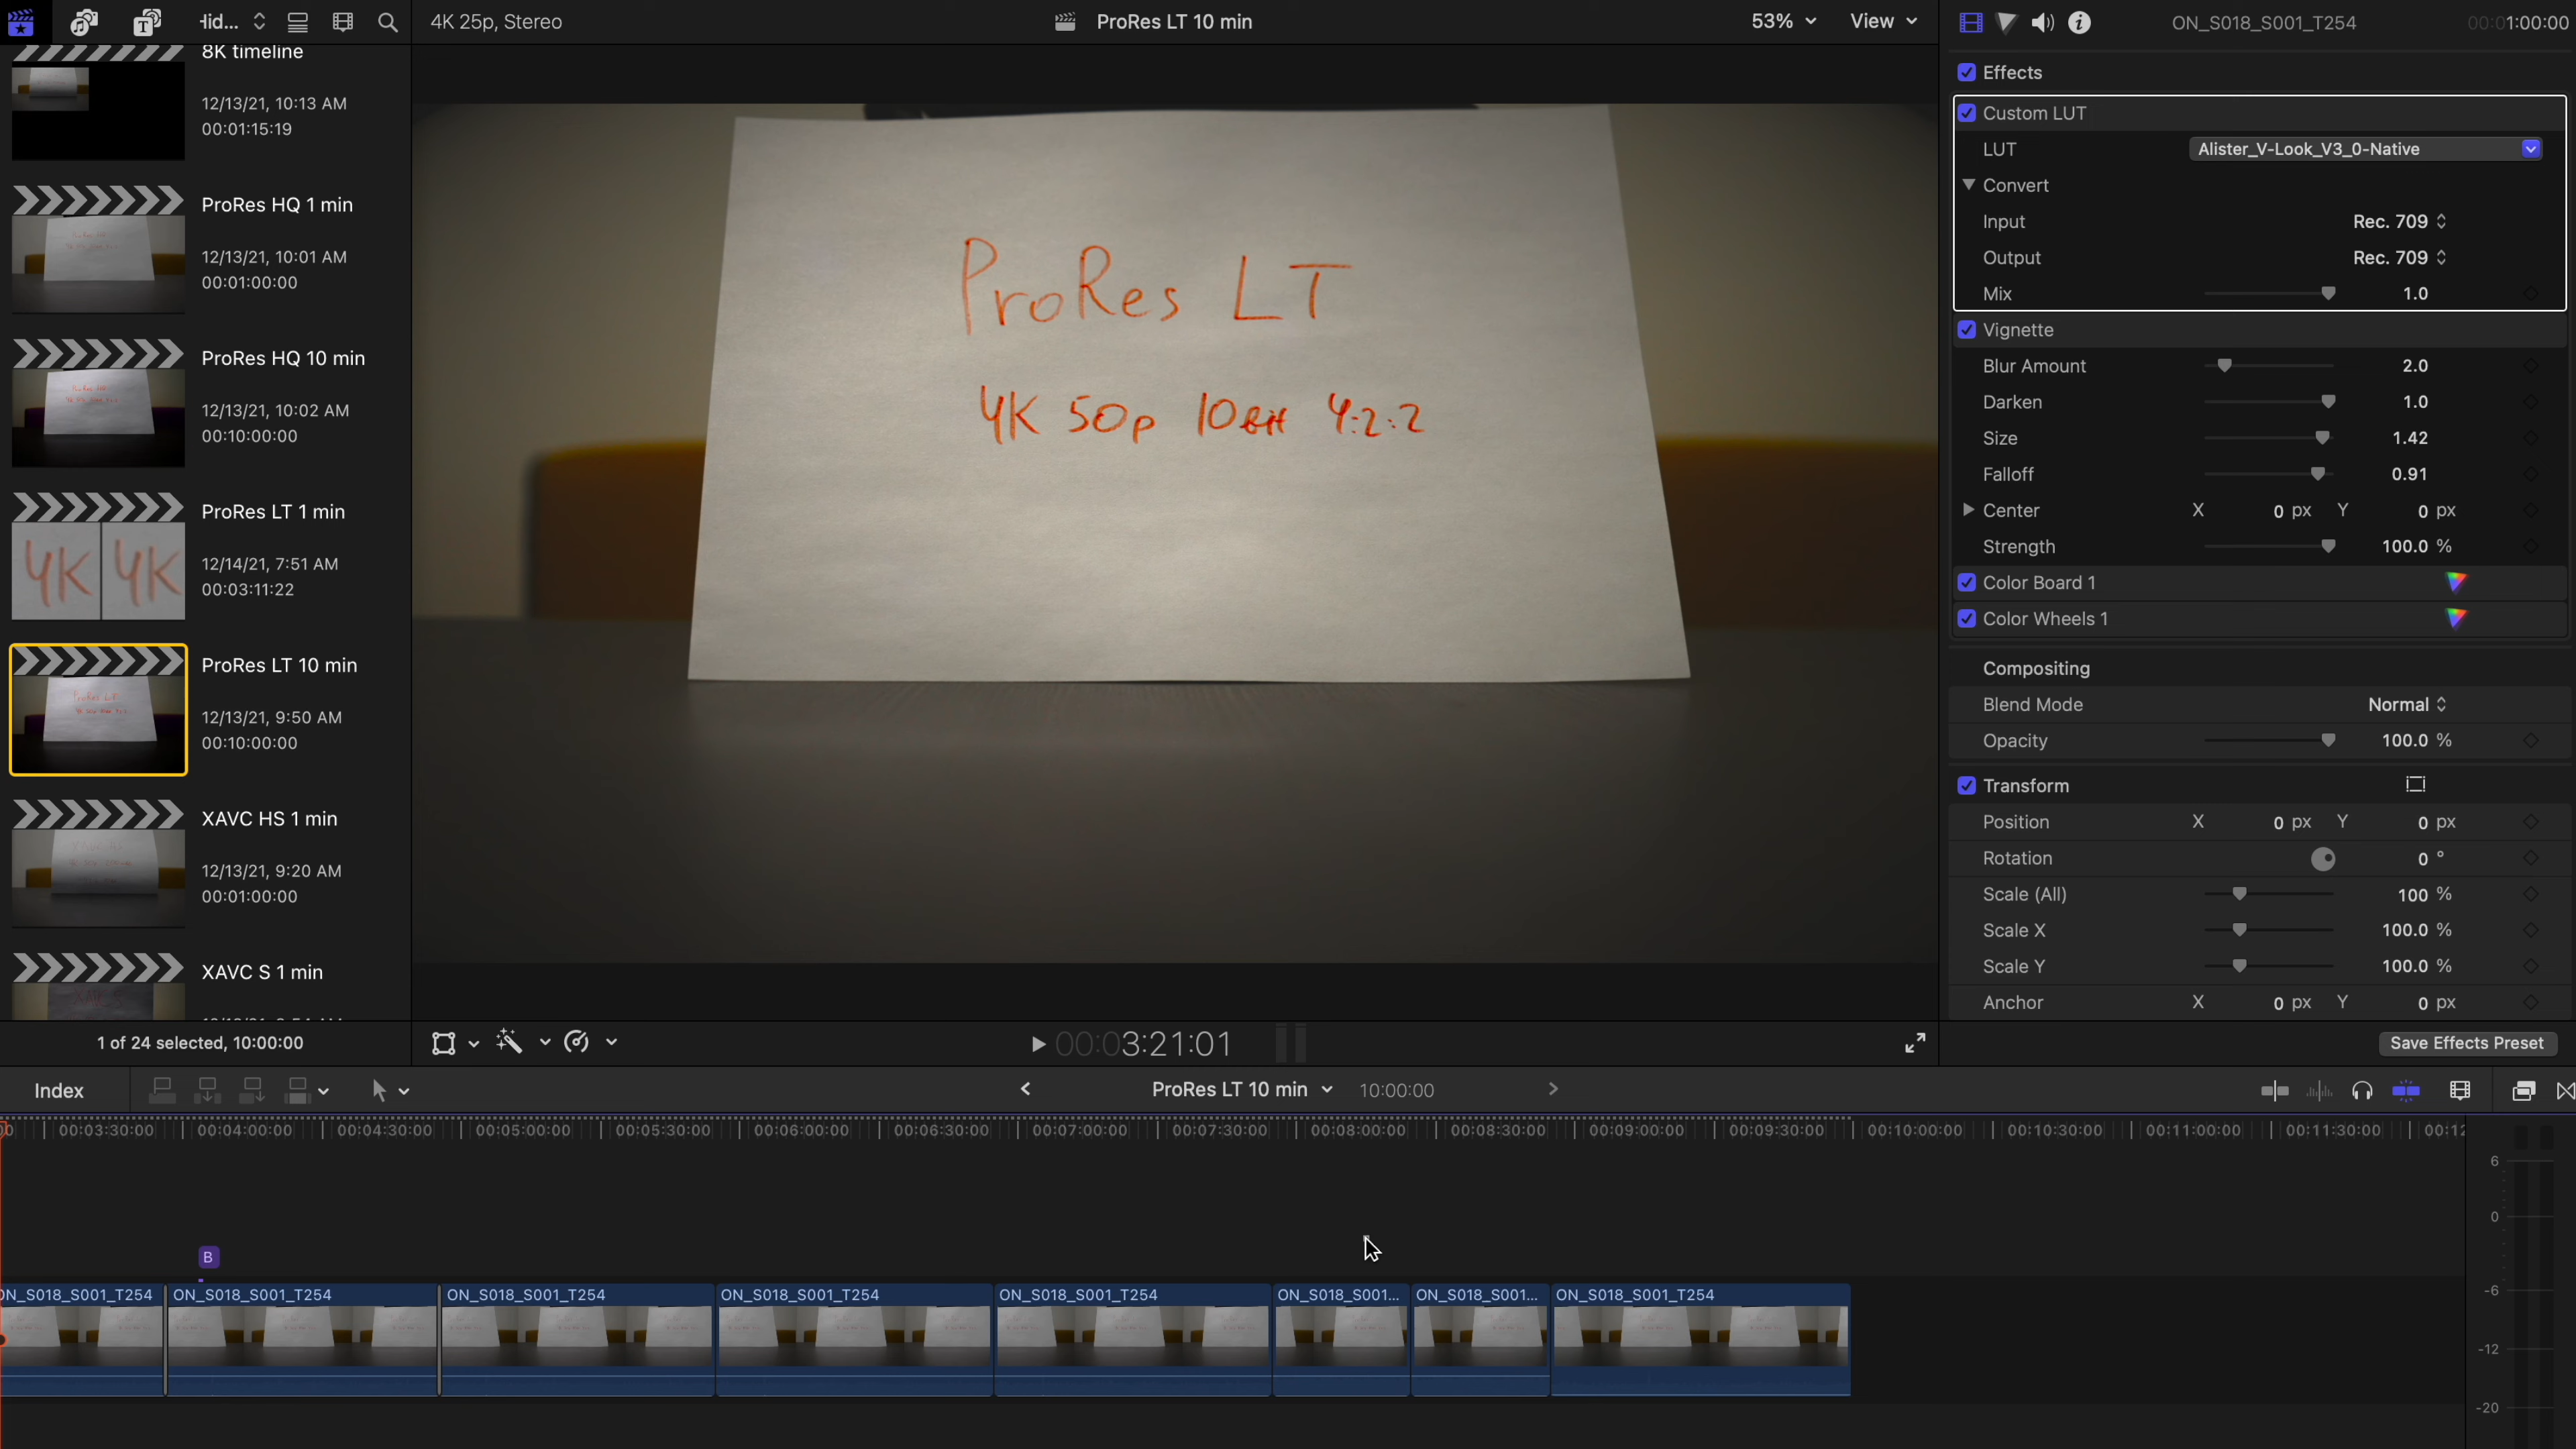 Hid...
4K 25p, Stereo
ProRes LT 10 min
53%
View
ON_S018_S001_T254
00:01:00:00
8K timeline
12/13/21, 10:13 AM
00:01:15:19
ProRes HQ 1 min
12/13/21, 10:01 AM
00:01:00:00
ProRes HQ 10 min
12/13/21, 10:02 AM
00:10:00:00
4K 4K
ProRes LT 1 min
12/14/21, 7:51 AM
00:03:11:22
ProRes LT 10 min
12/13/21, 9:50 AM
00:10:00:00
XAVC HS 1 min
12/13/21, 9:20 AM
00:01:00:00
XAVC S 1 min
1 of 24 selected, 10:00:00
ProRes LT
4K 50p 10bit 4:2:2
00:03:21:01
Effects
Custom LUT
LUT Alister_V-Look_V3_0-Native
Convert
Input Rec. 709
Output Rec. 709
Mix 1.0
Vignette
Blur Amount 2.0
Darken 1.0
Size 1.42
Falloff 0.91
Center X 0 px Y 0 px
Strength 100.0 %
Color Board 1
Color Wheels 1
Compositing
Blend Mode Normal
Opacity 100.0 %
Transform
Position X 0 px Y 0 px
Rotation 0 °
Scale (All) 100 %
Scale X 100.0 %
Scale Y 100.0 %
Anchor X 0 px Y 0 px
Save Effects Preset
Index
ProRes LT 10 min 10:00:00
00:03:30:00 00:04:00:00 00:04:30:00 00:05:00:00 00:05:30:00 00:06:00:00 00:06:30:00 00:07:00:00 00:07:30:00 00:08:00:00 00:08:30:00 00:09:00:00 00:09:30:00 00:10:00:00 00:10:30:00 00:11:00:00 00:11:30:00 00:12
B
ON_S018_S001_T254 ON_S018_S001_T254 ON_S018_S001_T254 ON_S018_S001_T254 ON_S018_S001_T254 ON_S018_S001... ON_S018_S001... ON_S018_S001_T254
6
0
-6
-12
-20